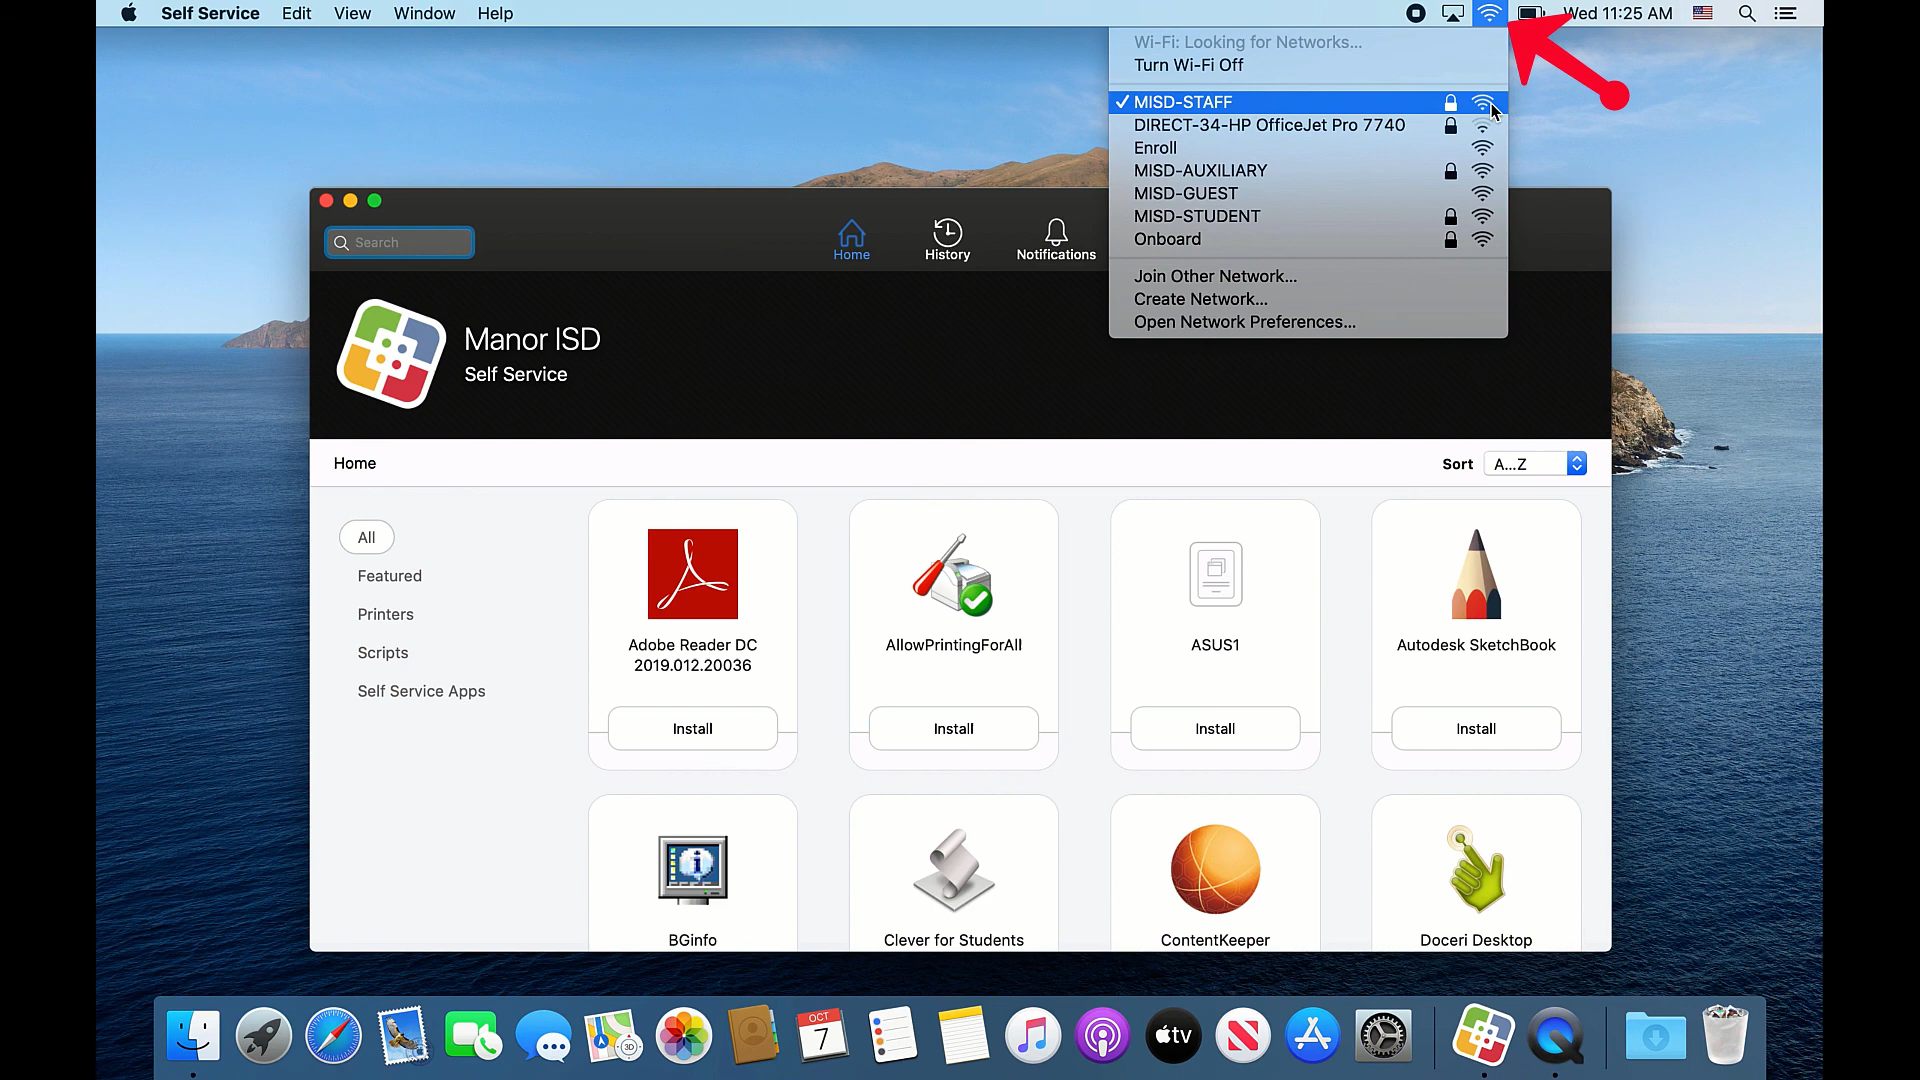 Self Service Edit View Window Help Wed 11:25 AM
Wi-Fi: Looking for Networks...
Turn Wi-Fi Off
MISD-STAFF
DIRECT-34-HP OfficeJet Pro 7740
Enroll
MISD-AUXILIARY
MISD-GUEST
MISD-STUDENT
Onboard
Join Other Network...
Create Network...
Open Network Preferences...
Search
Home History Notifications
Manor ISD
Self Service
Home
Sort A...Z
All
Featured
Printers
Scripts
Self Service Apps
Adobe Reader DC
2019.012.20036
Install
AllowPrintingForAll
Install
ASUS1
Install
Autodesk SketchBook
Install
BGinfo
Clever for Students
ContentKeeper
Doceri Desktop
3D
OCT
7
tv